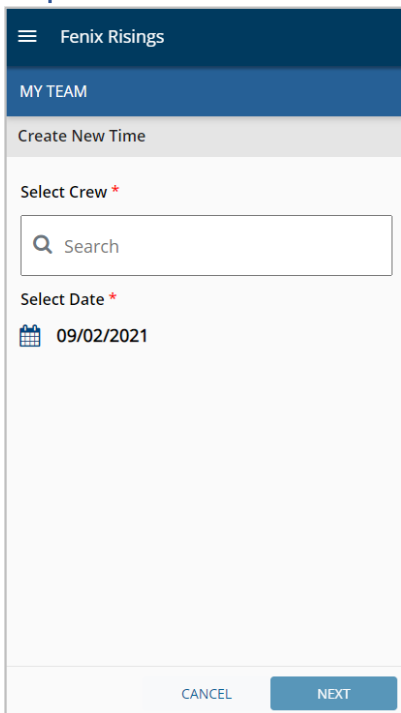 Fenix Risings
MY TEAM
Create New Time
Select Crew *
Search
Select Date *
09/02/2021
CANCEL NEXT